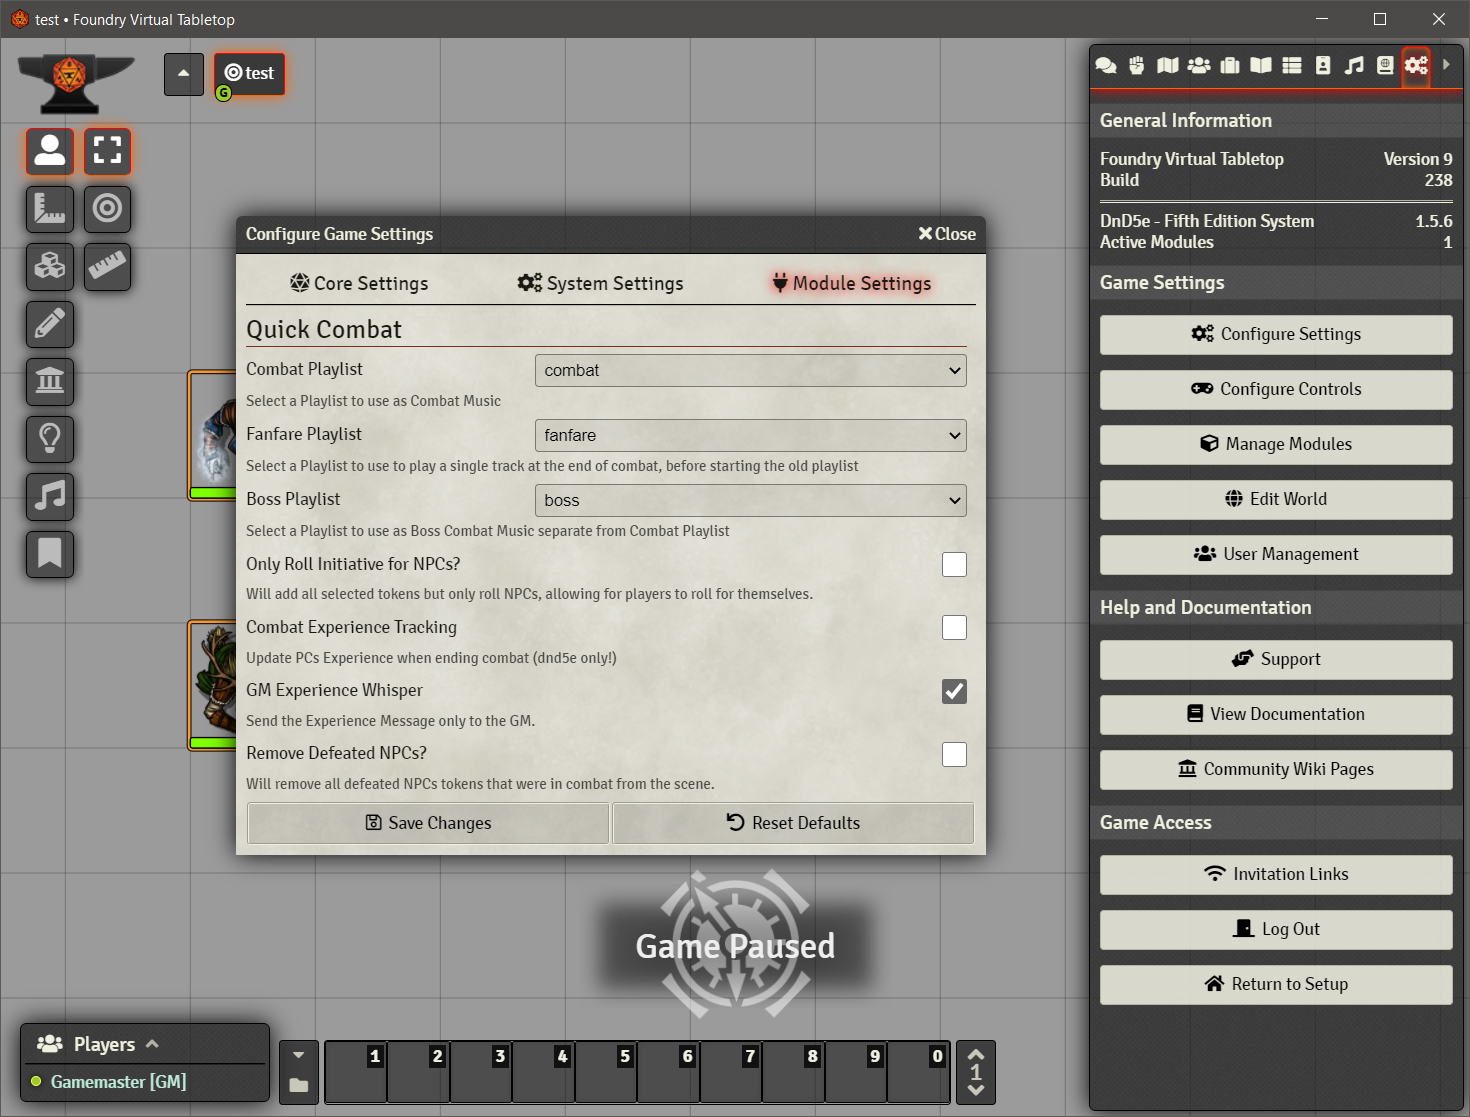 test • Foundry Virtual Tabletop
test
G
Configure Game Settings
Close
Core Settings
System Settings
Module Settings
Quick Combat
Combat Playlist
combat
Select a Playlist to use as Combat Music
Fanfare Playlist
fanfare
Select a Playlist to use to play a single track at the end of combat, before starting the old playlist
Boss Playlist
boss
Select a Playlist to use as Boss Combat Music separate from Combat Playlist
Only Roll Initiative for NPCs?
Will add all selected tokens but only roll NPCs, allowing for players to roll for themselves.
Combat Experience Tracking
Update PCs Experience when ending combat (dnd5e only!)
GM Experience Whisper
Send the Experience Message only to the GM.
Remove Defeated NPCs?
Will remove all defeated NPCs tokens that were in combat from the scene.
Save Changes
Reset Defaults
Game Paused
Players
Gamemaster [GM]
1 2 3 4 5 6 7 8 9 0
1
General Information
Foundry Virtual Tabletop Version 9
Build 238
DnD5e - Fifth Edition System 1.5.6
Active Modules 1
Game Settings
Configure Settings
Configure Controls
Manage Modules
Edit World
User Management
Help and Documentation
Support
View Documentation
Community Wiki Pages
Game Access
Invitation Links
Log Out
Return to Setup